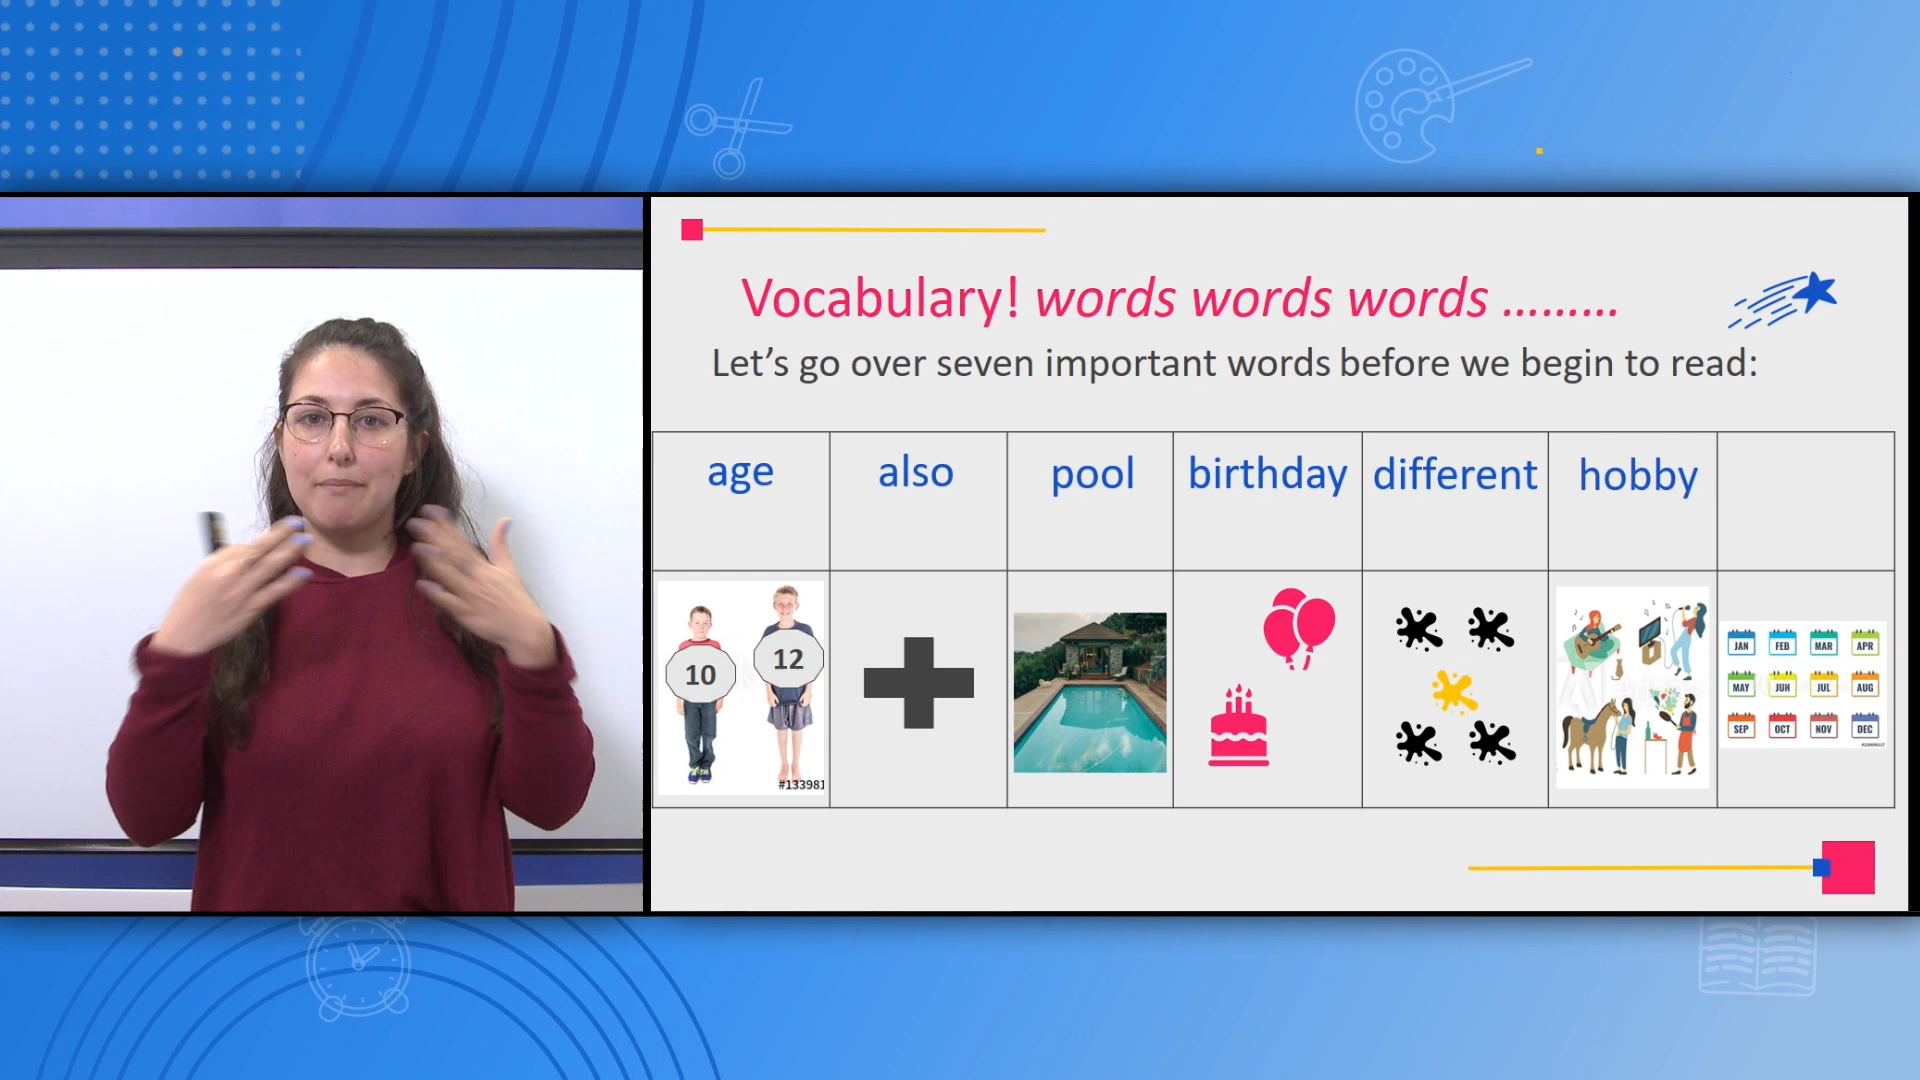 Vocabulary! words words words .........
Let's go over seven important words before we begin to read:
age also pool birthday different hobby
10 12
#133981
JAN FEB MAR APR
MAY JUN JUL AUG
SEP OCT NOV DEC